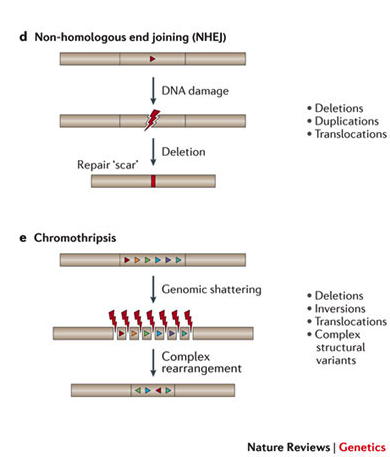 d Non-homologous end joining (NHEJ)
DNA damage
• Deletions
• Duplications
• Translocations
Deletion
Repair 'scar'
e Chromothripsis
Genomic shattering
• Deletions
• Inversions
• Translocations
• Complex
structural
variants
Complex
rearrangement
Nature Reviews | Genetics